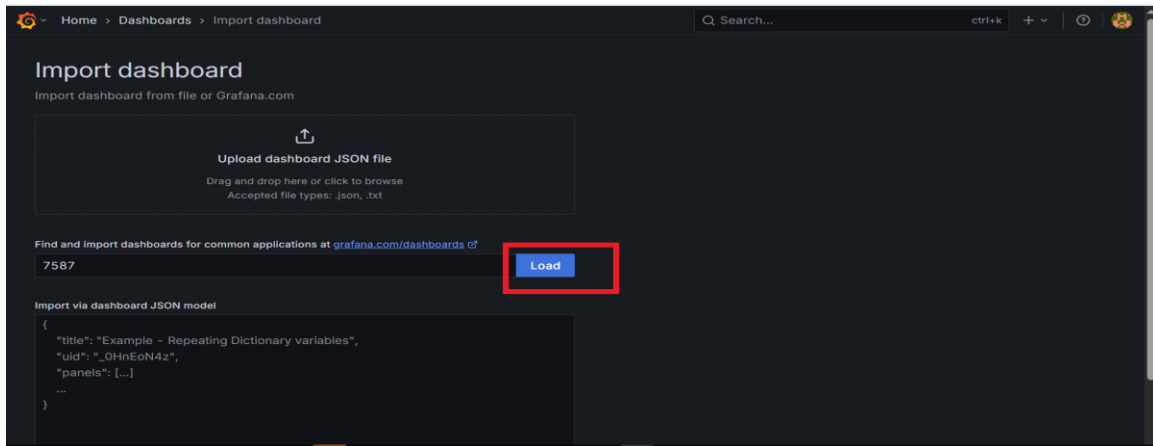 Home › Dashboards › Import dashboard
Search...
ctrl+k
Import dashboard
Import dashboard from file or Grafana.com
Upload dashboard JSON file
Drag and drop here or click to browse
Accepted file types: .json, .txt
Find and import dashboards for common applications at grafana.com/dashboards
7587
Load
Import via dashboard JSON model
{
"title": "Example - Repeating Dictionary variables",
"uid": "_0HnEoN4z",
"panels": [...]
...
}